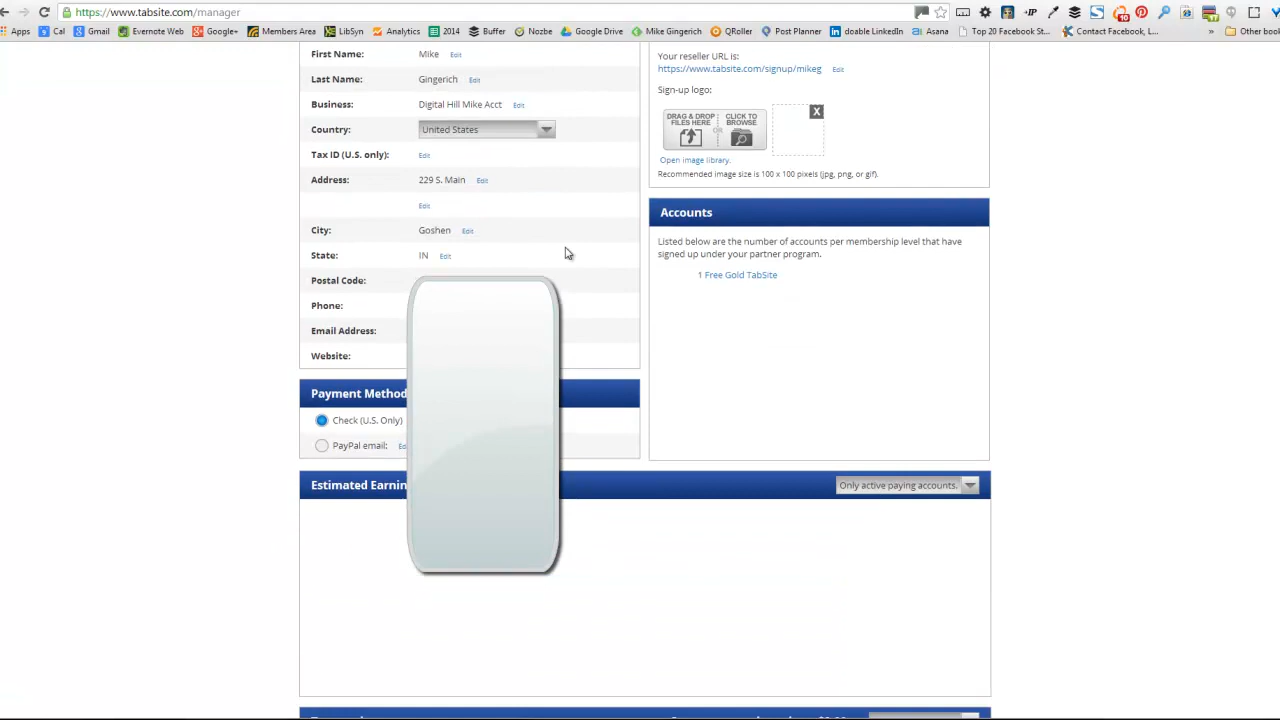 https://www.tabsite.com/manager
Apps Cal Gmail Evernote Web Google+ Members Area LibSyn Analytics 2014 Buffer Nozbe Google Drive Mike Gingerich QRoller Post Planner doable LinkedIn Asana Top 20 Facebook St... Contact Facebook, L... » Other book
First Name: Mike Edit
Last Name: Gingerich Edit
Business: Digital Hill Mike Acct Edit
Country: United States
Tax ID (U.S. only): Edit
Address: 229 S. Main Edit
Edit
City: Goshen Edit
State: IN Edit
Postal Code:
Phone:
Email Address:
Website:
Payment Method
Check (U.S. Only)
PayPal email:
Your reseller URL is:
https://www.tabsite.com/signup/mikeg Edit
Sign-up logo:
DRAG & DROP FILES HERE OR CLICK TO BROWSE
X
Open image library.
Recommended image size is 100 x 100 pixels (jpg, png, or gif).
Accounts
Listed below are the number of accounts per membership level that have
signed up under your partner program.
1 Free Gold TabSite
Estimated Earnin
Only active paying accounts.